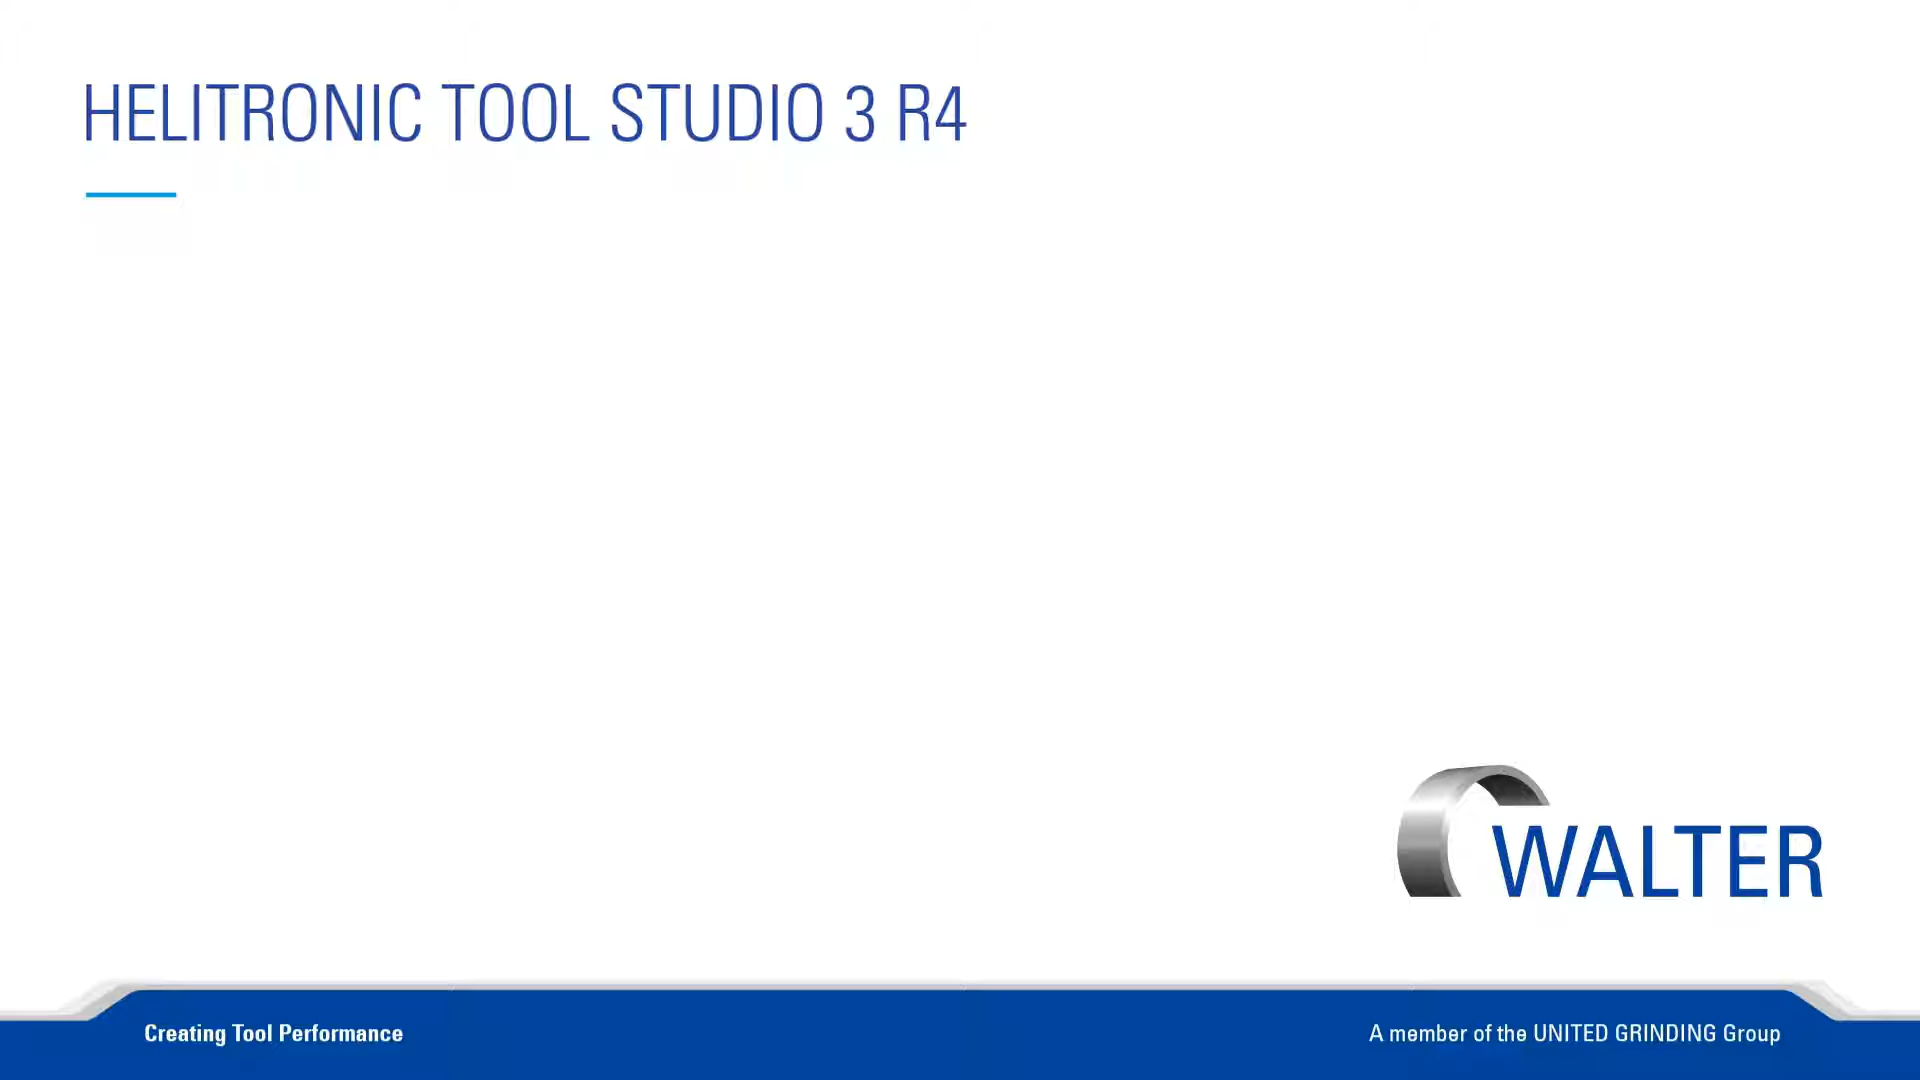 HELITRONIC TOOL STUDIO 3 R4
WALTER
Creating Tool Performance
A member of the UNITED GRINDING Group